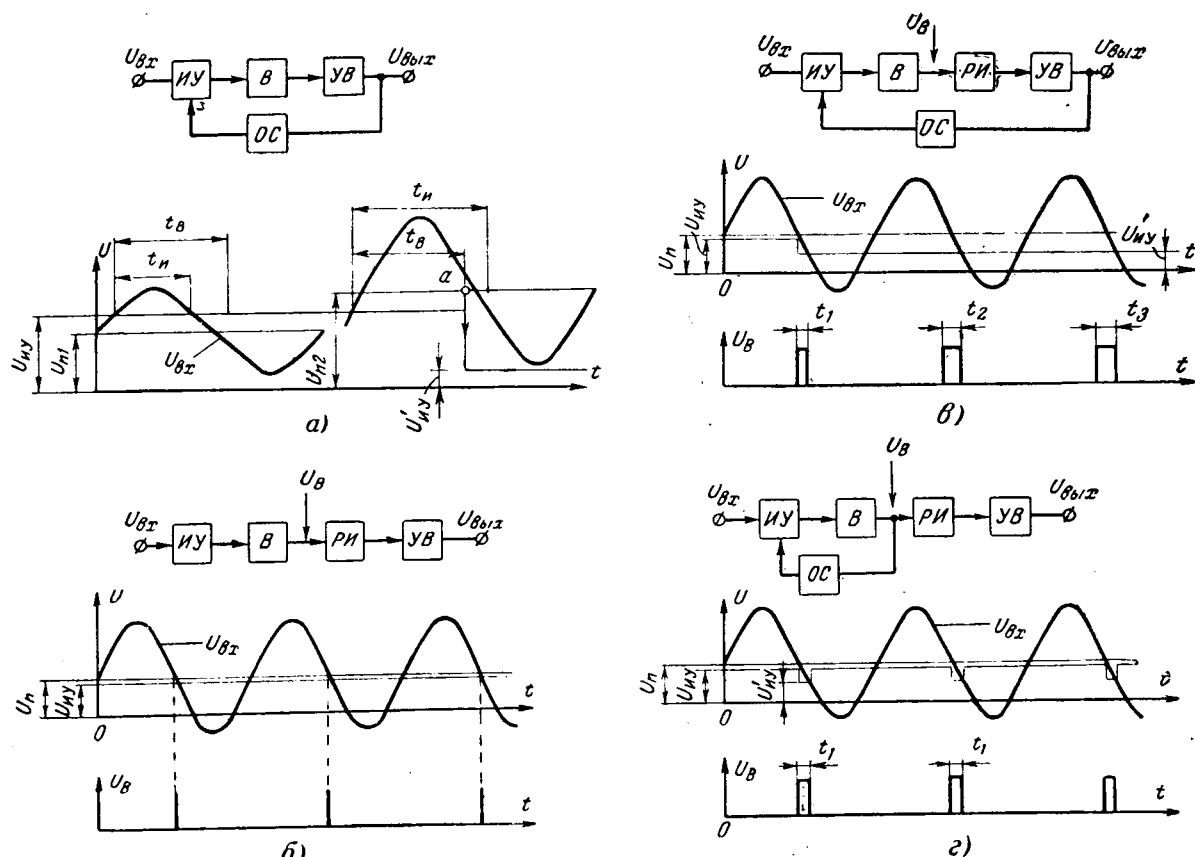 Uвх ИУ В УВ Uвых
ОС
U
tв
tи
Uиу
Uп1
Uвх
tи
tв
a
Uп2
U'иу
t
а)
Uвх ИУ В Uв РИ УВ Uвых
ОС
U
Uп
Uиу
Uвх
U'иу
t
0
t1 t2 t3
Uв
t
в)
Uвх ИУ В Uв РИ УВ Uвых
U
Uвх
Uп
Uиу
t
0
Uв
t
б)
Uвх ИУ В Uв РИ УВ Uвых
ОС
U
Uвх
Uп
Uиу
U'иу
t
0
t1 t1
Uв
t
0
г)